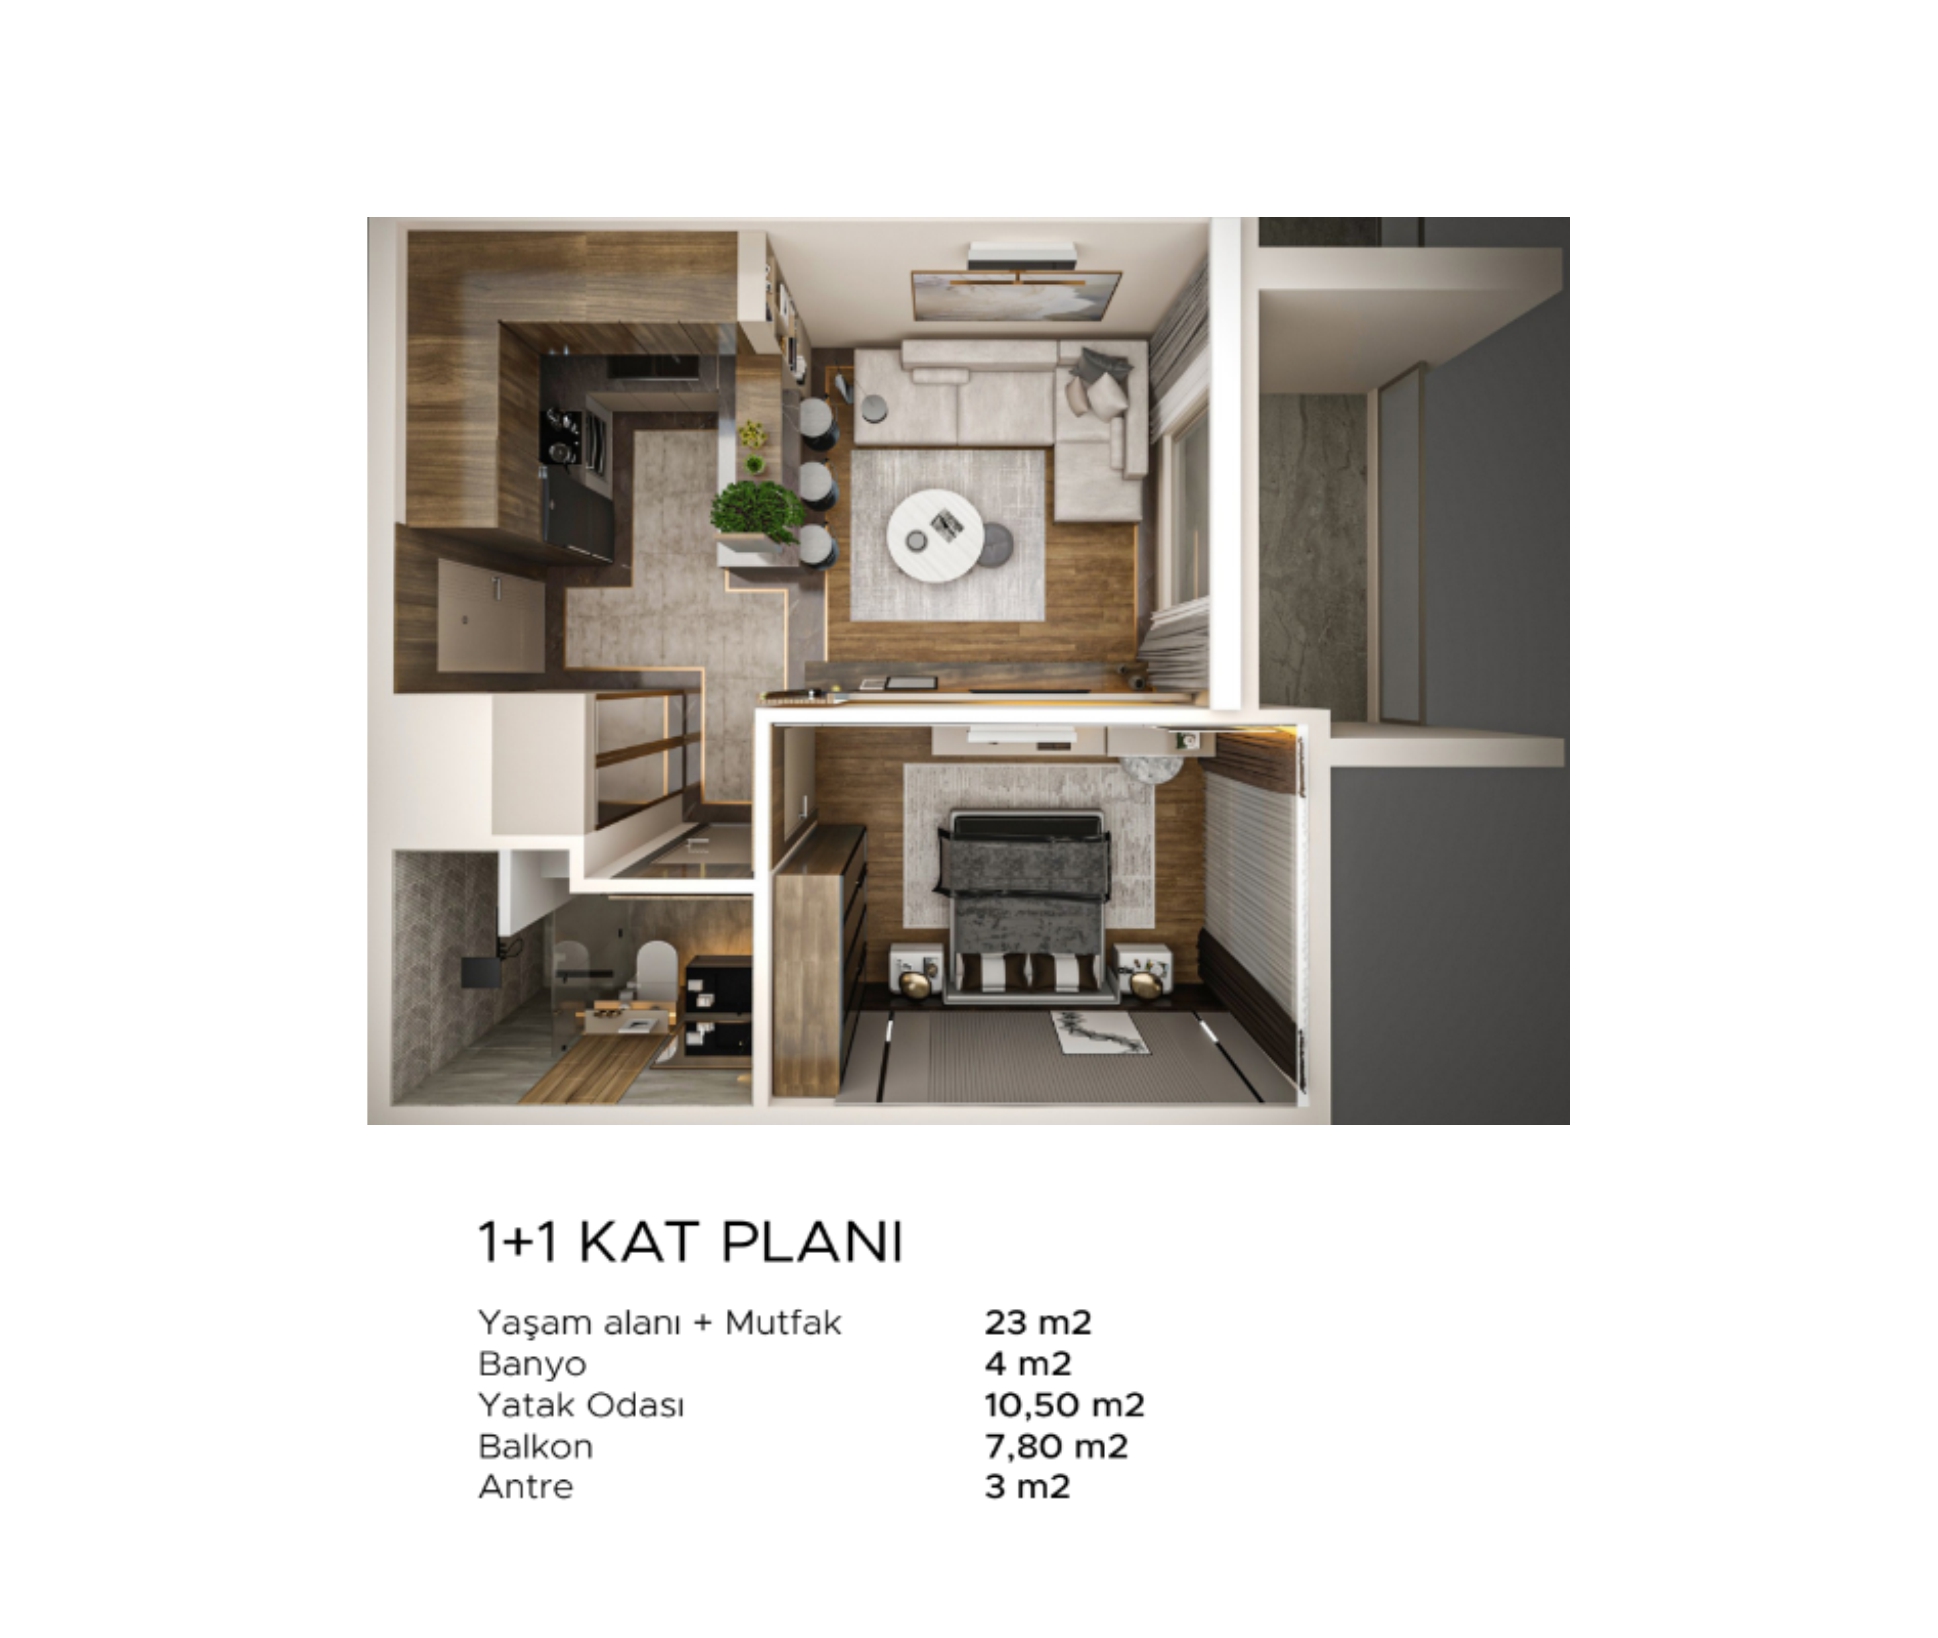 1+1 KAT PLANI
Yaşam alanı + Mutfak 23 m2
Banyo 4 m2
Yatak Odası 10,50 m2
Balkon 7,80 m2
Antre 3 m2